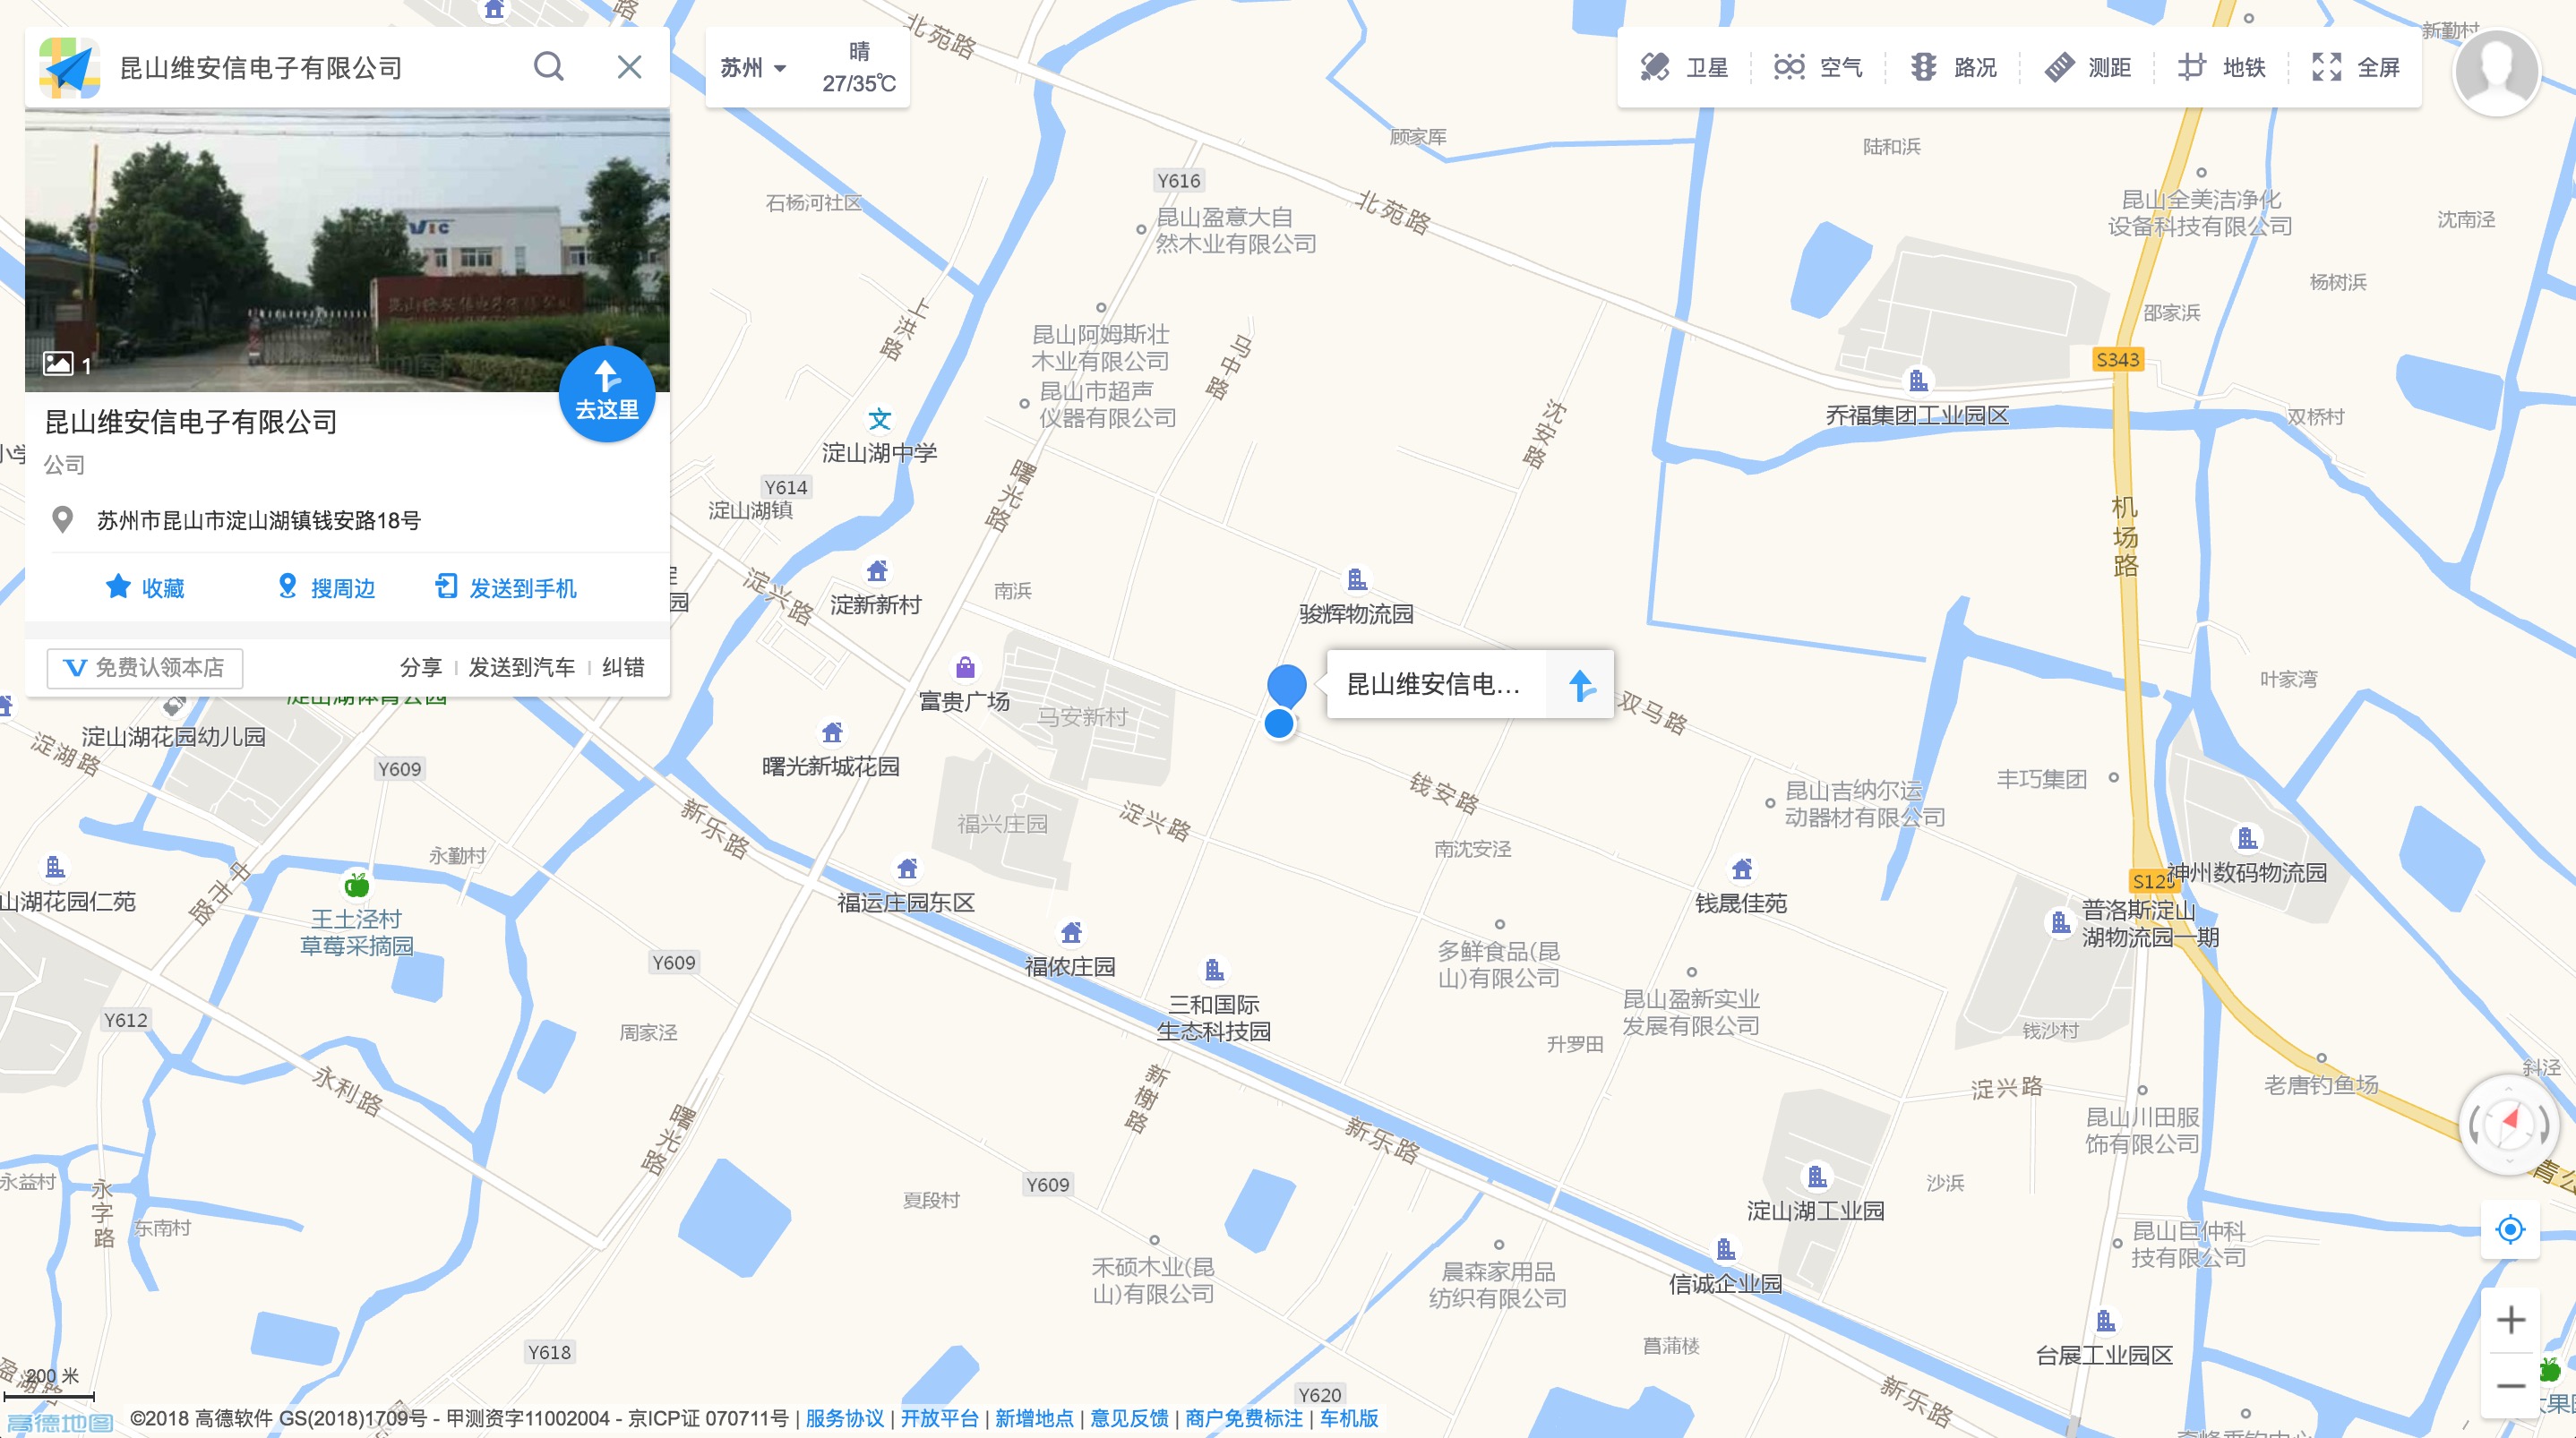 昆山维安信电子有限公司
苏州
晴
27/35℃
卫星
空气
路况
测距
地铁
全屏
VIC
1
去这里
昆山维安信电子有限公司
公司
苏州市昆山市淀山湖镇钱安路18号
收藏
搜周边
发送到手机
免费认领本店
分享
发送到汽车
纠错
北苑路
新勤村
顾家厍
陆和浜
Y616
石杨河社区
昆山盈意大自
然木业有限公司
北苑路
昆山全美洁净化
设备科技有限公司
沈南泾
杨树浜
邵家浜
上洪路
昆山阿姆斯壮
木业有限公司
马中路
S343
昆山市超声
仪器有限公司
乔福集团工业园区
双桥村
沈安路
淀山湖中学
Y614
淀山湖镇
曙光路
机场路
淀兴路
淀新新村
南浜
骏辉物流园
园
昆山维安信电...
双马路
叶家湾
富贵广场
马安新村
淀山湖体育公园
淀山湖花园幼儿园
淀湖路
曙光新城花园
Y609
钱安路
昆山吉纳尔运
动器材有限公司
丰巧集团
新乐路
福兴庄园
淀兴路
南沈安泾
永勤村
神州数码物流园
S125
中市路
山湖花园仁苑
王土泾村
草莓采摘园
福运庄园东区
钱晟佳苑
普洛斯淀山
湖物流园一期
Y609
福侬庄园
多鲜食品(昆
山)有限公司
三和国际
生态科技园
昆山盈新实业
发展有限公司
Y612
周家泾
升罗田
钱沙村
斜泾
永利路
新榭路
淀兴路
老唐钓鱼场
曙光路
新乐路
昆山川田服
饰有限公司
永益村
永字路
Y609
夏段村
沙浜
青公
淀山湖工业园
东南村
昆山巨仲科
技有限公司
禾硕木业(昆
山)有限公司
晨森家用品
纺织有限公司
信诚企业园
Y618
菖蒲楼
台展工业园区
盈湖路
200 米
Y620
新乐路
高德地图
©2018 高德软件 GS(2018)1709号 - 甲测资字11002004 - 京ICP证 070711号 | 服务协议 | 开放平台 | 新增地点 | 意见反馈 | 商户免费标注 | 车机版